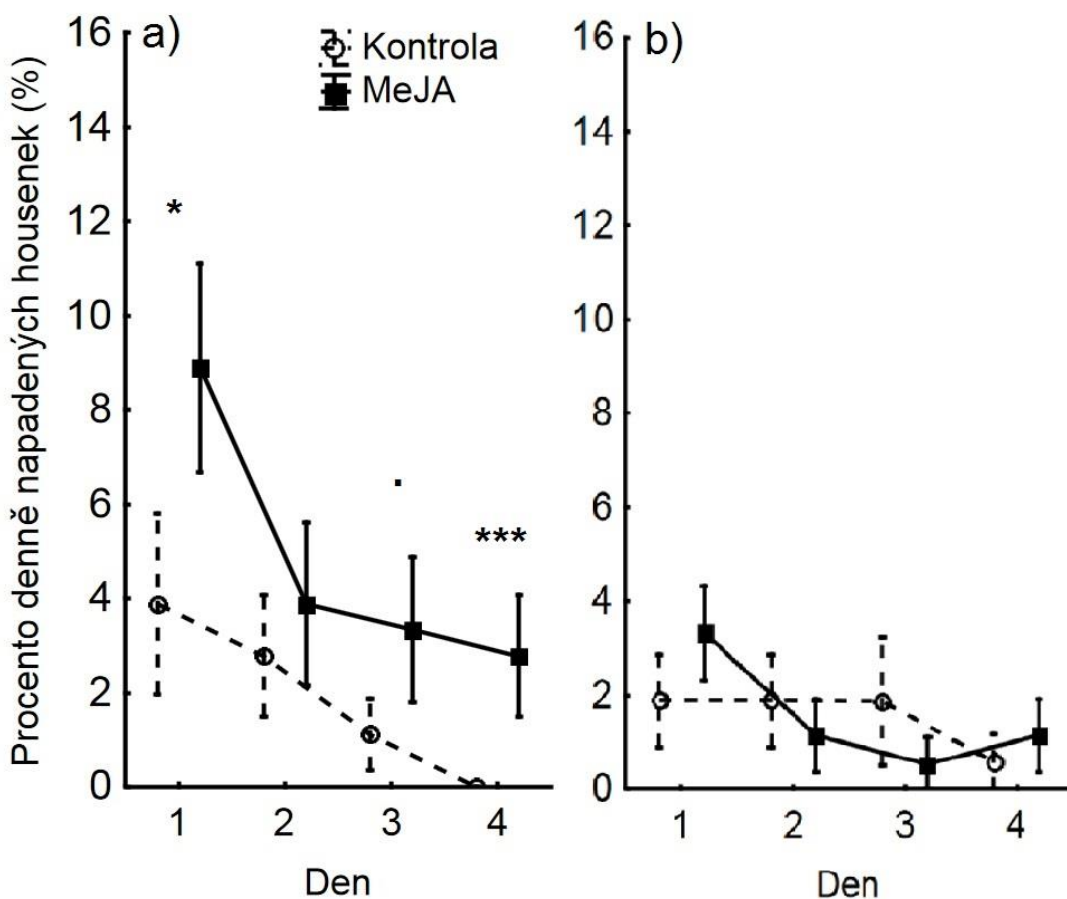 a)
Kontrola
MeJA
b)
Procento denně napadených housenek (%)
16
14
12
10
8
6
4
2
0
*
.
***
1 2 3 4
Den
16
14
12
10
8
6
4
2
0
1 2 3 4
Den